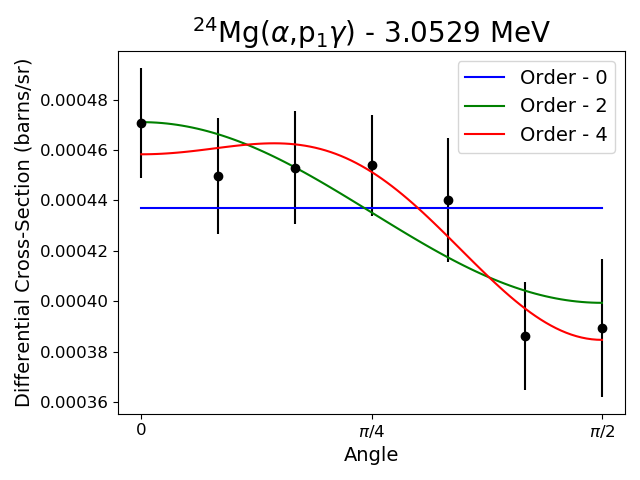 ²⁴Mg(α,p₁γ) - 3.0529 MeV
Differential Cross-Section (barns/sr)
0.00048
0.00046
0.00044
0.00042
0.00040
0.00038
0.00036
Order - 0
Order - 2
Order - 4
0
π/4
π/2
Angle